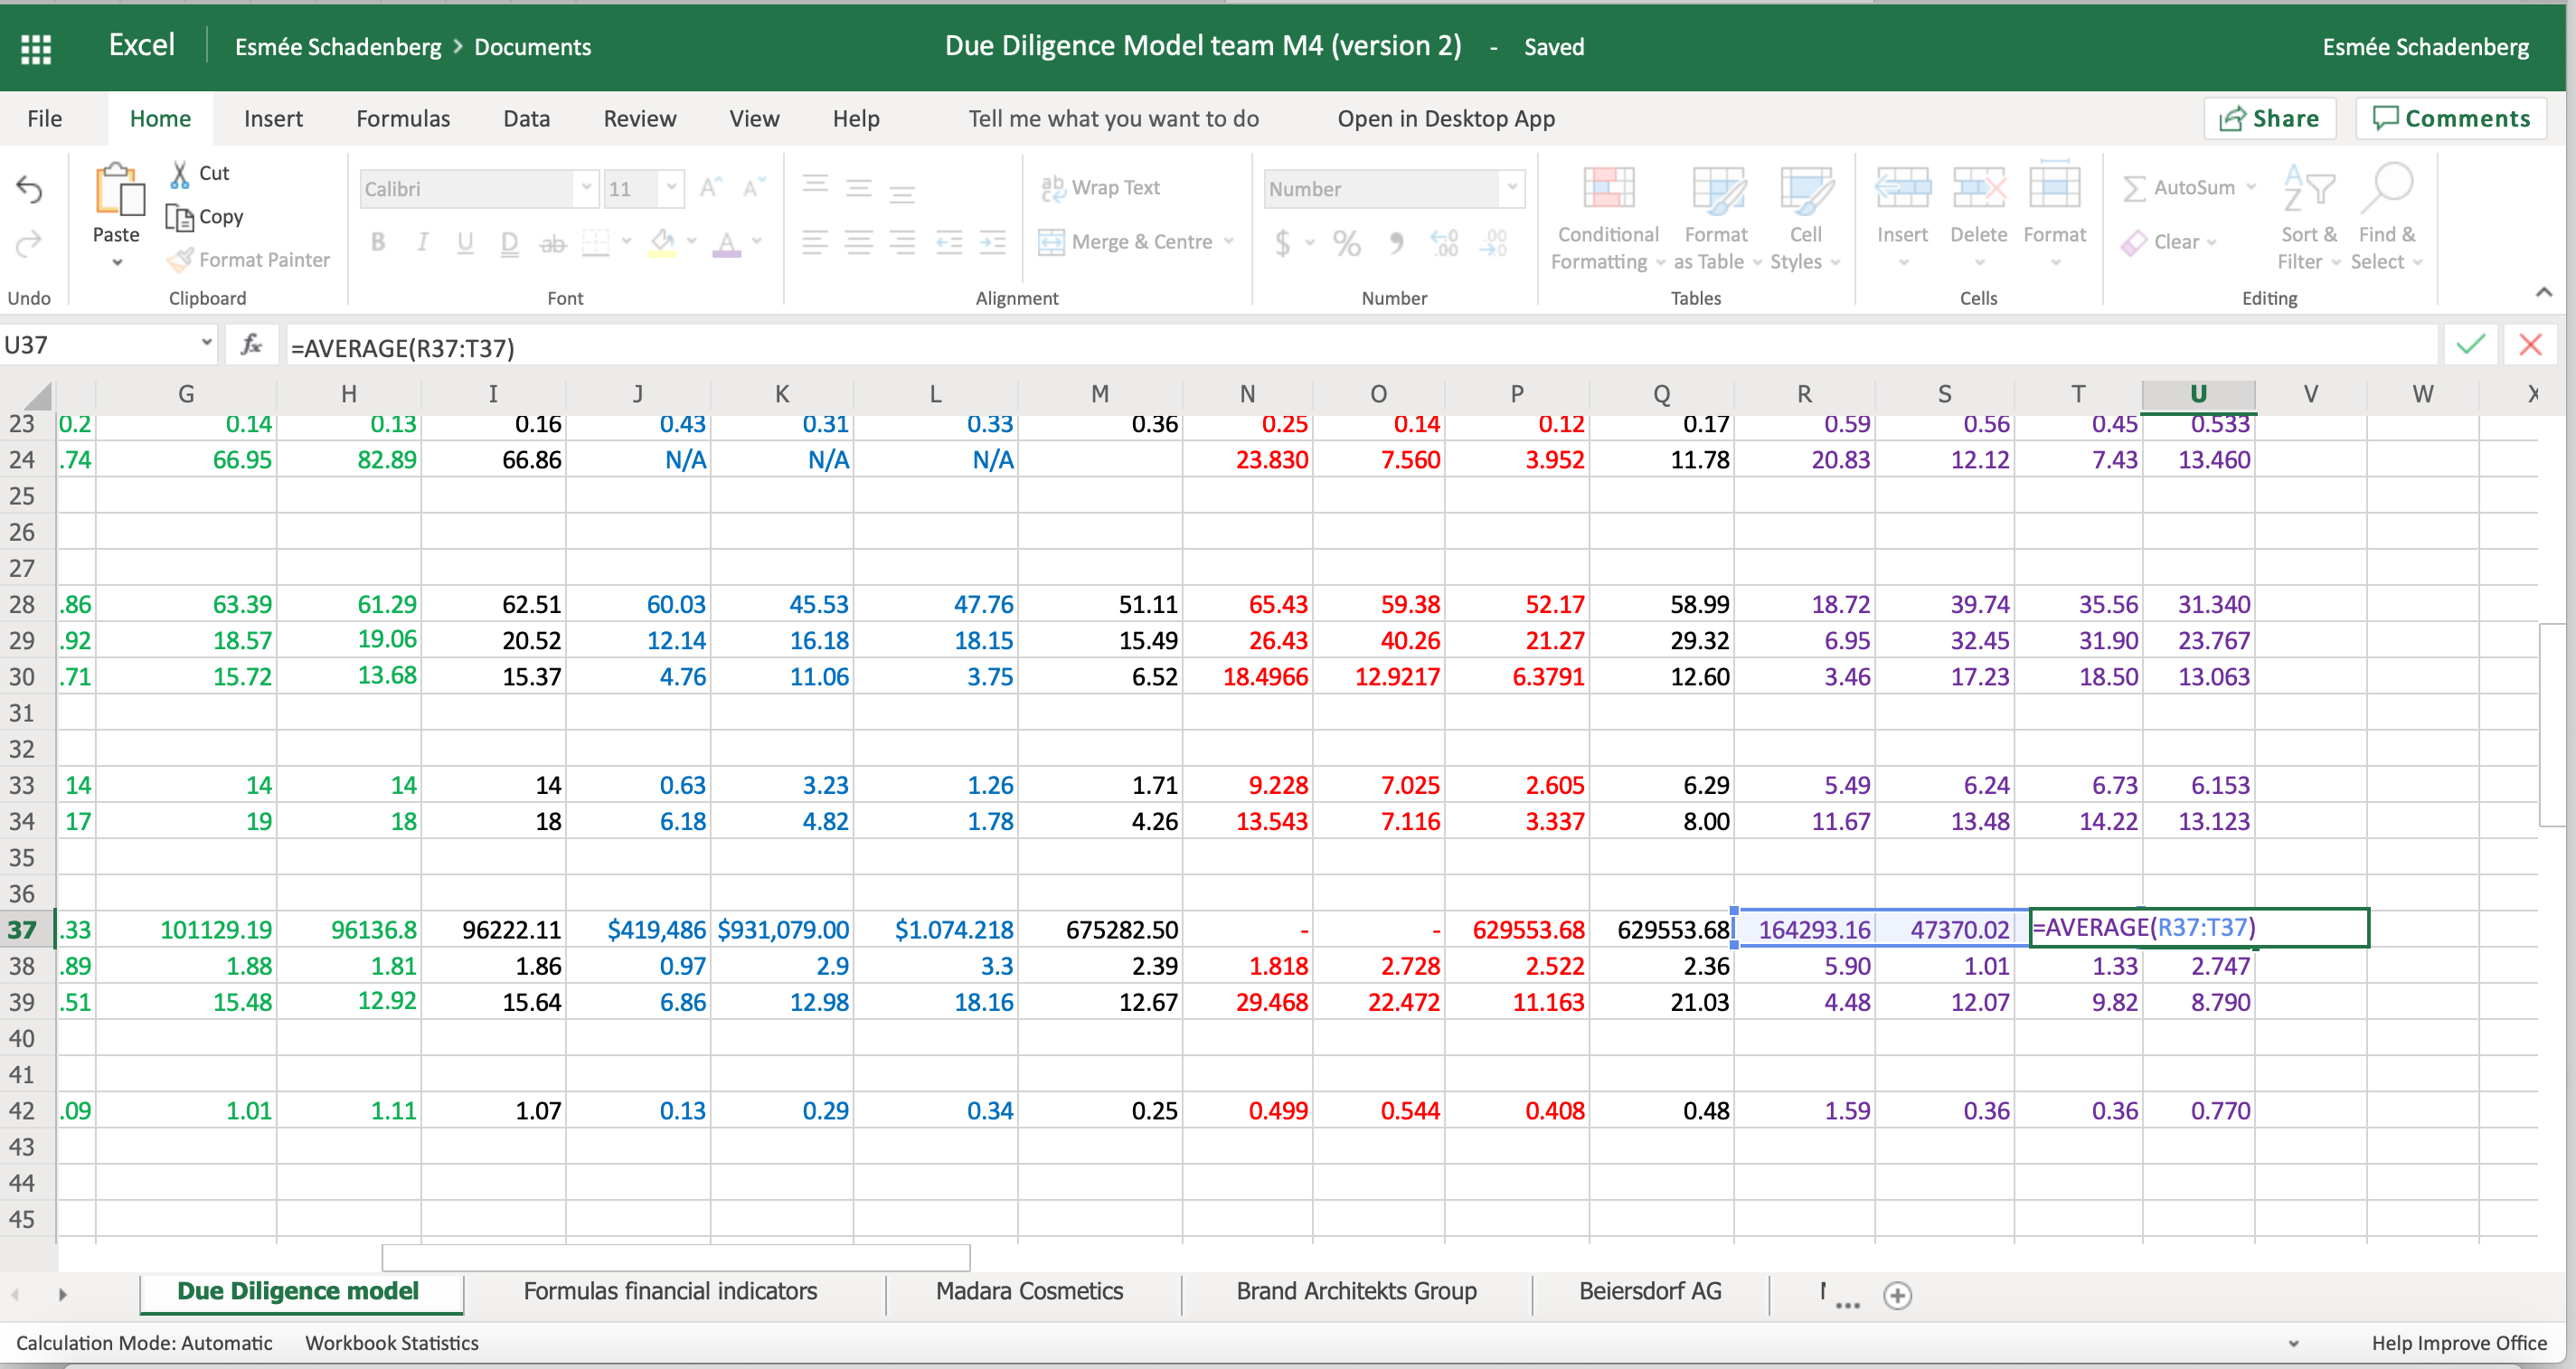 Excel Esmée Schadenberg > Documents Due Diligence Model team M4 (version 2) - Saved Esmée Schadenberg
File Home Insert Formulas Data Review View Help Tell me what you want to do Open in Desktop App Share Comments
Undo
Paste
Cut
Copy
Format Painter
Clipboard
Calibri 11
B I U D ab
Font
Wrap Text
Merge & Centre
Alignment
Number
$ % 9 .00
Number
Conditional Formatting
Format as Table
Cell Styles
Tables
Insert Delete Format
Cells
AutoSum
Clear
Sort & Filter
Find & Select
Editing
U37 fx =AVERAGE(R37:T37)
G H I J K L M N O P Q R S T U V W X
23 0.2 0.14 0.13 0.16 0.43 0.31 0.33 0.36 0.25 0.14 0.12 0.17 0.59 0.56 0.45 0.533
24 .74 66.95 82.89 66.86 N/A N/A N/A 23.830 7.560 3.952 11.78 20.83 12.12 7.43 13.460
25
26
27
28 .86 63.39 61.29 62.51 60.03 45.53 47.76 51.11 65.43 59.38 52.17 58.99 18.72 39.74 35.56 31.340
29 .92 18.57 19.06 20.52 12.14 16.18 18.15 15.49 26.43 40.26 21.27 29.32 6.95 32.45 31.90 23.767
30 .71 15.72 13.68 15.37 4.76 11.06 3.75 6.52 18.4966 12.9217 6.3791 12.60 3.46 17.23 18.50 13.063
31
32
33 14 14 14 14 0.63 3.23 1.26 1.71 9.228 7.025 2.605 6.29 5.49 6.24 6.73 6.153
34 17 19 18 18 6.18 4.82 1.78 4.26 13.543 7.116 3.337 8.00 11.67 13.48 14.22 13.123
35
36
37 .33 101129.19 96136.8 96222.11 $419,486 $931,079.00 $1.074.218 675282.50 - - 629553.68 629553.68 164293.16 47370.02 =AVERAGE(R37:T37)
38 .89 1.88 1.81 1.86 0.97 2.9 3.3 2.39 1.818 2.728 2.522 2.36 5.90 1.01 1.33 2.747
39 .51 15.48 12.92 15.64 6.86 12.98 18.16 12.67 29.468 22.472 11.163 21.03 4.48 12.07 9.82 8.790
40
41
42 .09 1.01 1.11 1.07 0.13 0.29 0.34 0.25 0.499 0.544 0.408 0.48 1.59 0.36 0.36 0.770
43
44
45
Due Diligence model Formulas financial indicators Madara Cosmetics Brand Architekts Group Beiersdorf AG ...
Calculation Mode: Automatic Workbook Statistics Help Improve Office